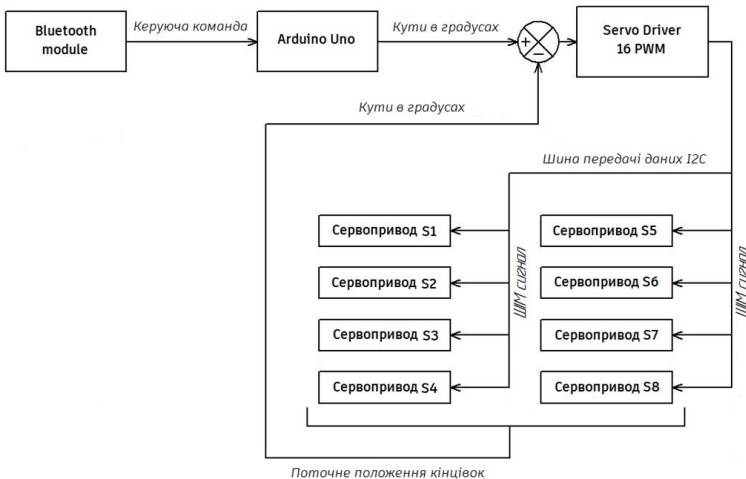 Bluetooth
module
Керуюча команда
Arduino Uno
Кути в градусах
+
−
Servo Driver
16 PWM
Кути в градусах
Шина передачі даних I2C
Сервопривод S1
Сервопривод S2
Сервопривод S3
Сервопривод S4
ШІМ сигнал
Сервопривод S5
Сервопривод S6
Сервопривод S7
Сервопривод S8
ШІМ сигнал
Поточне положення кінцівок